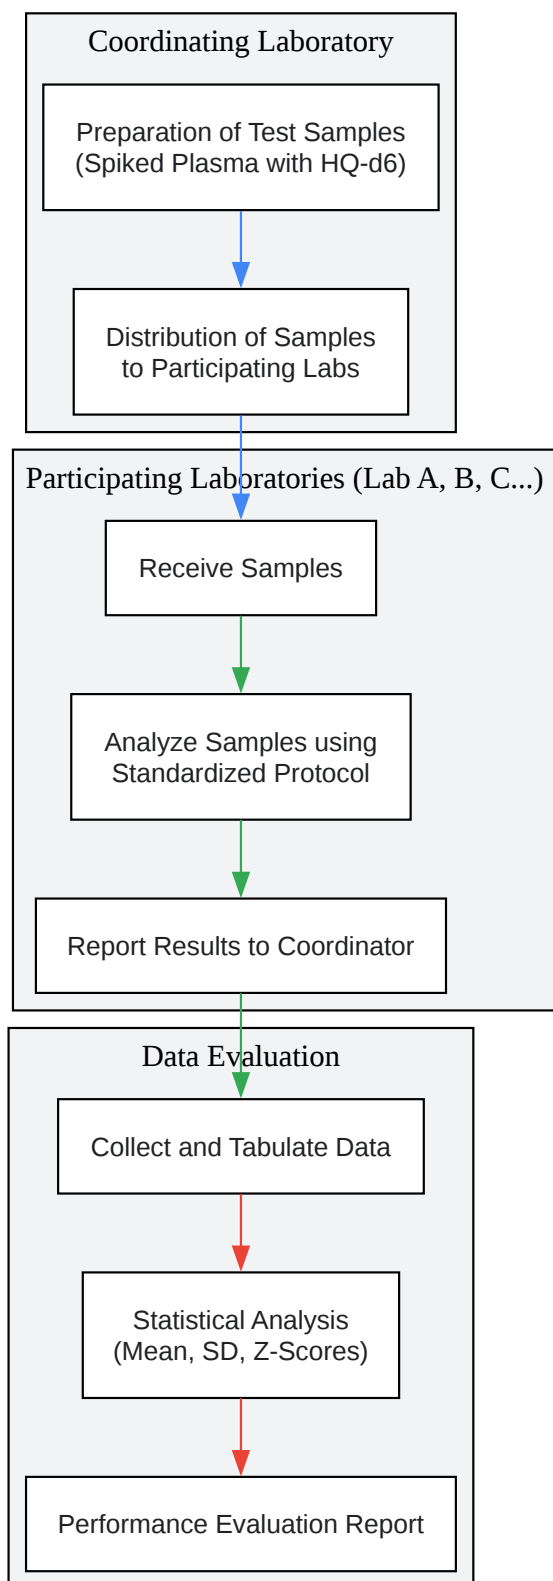 Coordinating Laboratory
Preparation of Test Samples
(Spiked Plasma with HQ-d6)
Distribution of Samples
to Participating Labs
Participating Laboratories (Lab A, B, C...)
Receive Samples
Analyze Samples using
Standardized Protocol
Report Results to Coordinator
Data Evaluation
Collect and Tabulate Data
Statistical Analysis
(Mean, SD, Z-Scores)
Performance Evaluation Report